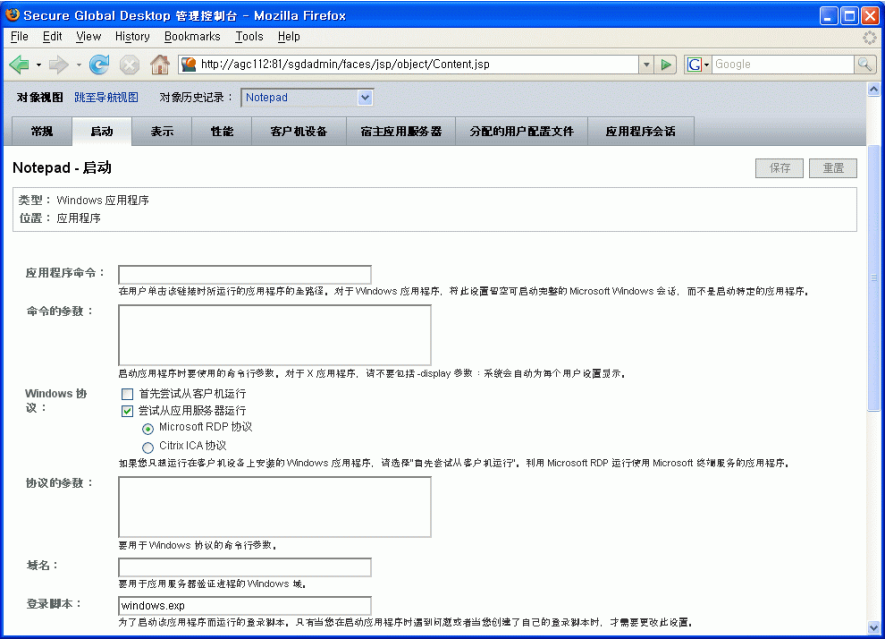 Secure Global Desktop 管理控制台 - Mozilla Firefox
File Edit View History Bookmarks Tools Help
http://agc112:81/sgdadmin/faces/jsp/object/Content.jsp
G Google
对象视图 跳至导航视图 对象历史记录： Notepad
常规 启动 表示 性能 客户机设备 宿主应用服务器 分配的用户配置文件 应用程序会话
Notepad - 启动
保存 重置
类型： Windows 应用程序
位置： 应用程序
应用程序命令：
在用户单击该链接时所运行的应用程序的全路径。对于 Windows 应用程序，将此设置留空可启动完整的 Microsoft Windows 会话，而不是启动特定的应用程序。
命令的参数：
启动应用程序时要使用的命令行参数。对于 X 应用程序，请不要包括 -display 参数：系统会自动为每个用户设置显示。
Windows 协议：
首先尝试从客户机运行
尝试从应用服务器运行
Microsoft RDP 协议
Citrix ICA 协议
如果您只想运行在客户机设备上安装的 Windows 应用程序，请选择"首先尝试从客户机运行"。利用 Microsoft RDP 运行使用 Microsoft 终端服务的应用程序。
协议的参数：
要用于 Windows 协议的命令行参数。
域名：
要用于应用服务器验证进程的 Windows 域。
登录脚本：
windows.exp
为了启动该应用程序而运行的登录脚本。只有当您在启动应用程序时遇到问题或者当您创建了自己的登录脚本时，才需要更改此设置。